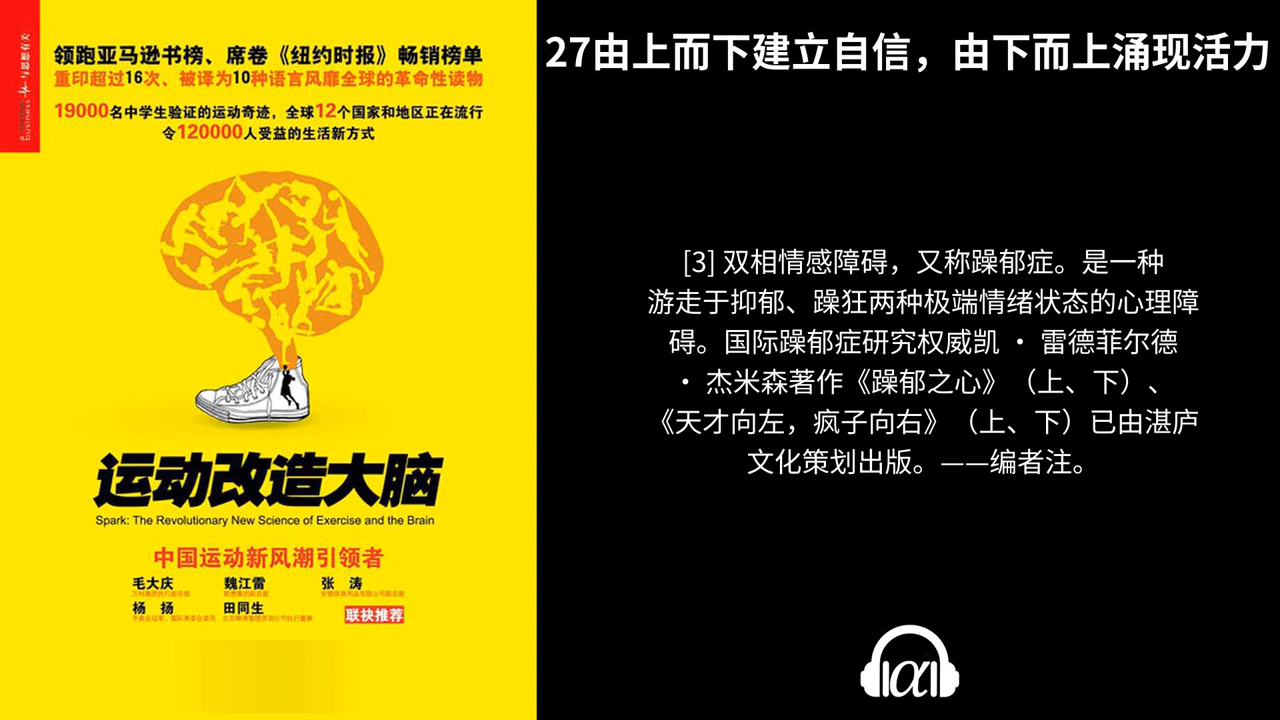 与思想有关
Business
领跑亚马逊书榜、席卷《纽约时报》畅销榜单
重印超过16次、被译为10种语言风靡全球的革命性读物
19000名中学生验证的运动奇迹，全球12个国家和地区正在流行
令120000人受益的生活新方式
运动改造大脑
Spark: The Revolutionary New Science of Exercise and the Brain
中国运动新风潮引领者
毛大庆 魏江雷 张 涛
杨 扬 田同生 联袂推荐
27由上而下建立自信，由下而上涌现活力
[3] 双相情感障碍，又称躁郁症。是一种
游走于抑郁、躁狂两种极端情绪状态的心理障
碍。国际躁郁症研究权威凯 • 雷德菲尔德
• 杰米森著作《躁郁之心》（上、下）、
《天才向左，疯子向右》（上、下）已由湛庐
文化策划出版。——编者注。